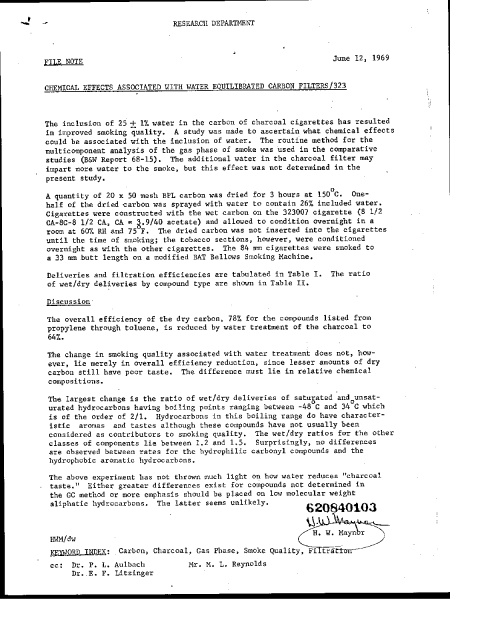 RESEARCH DEPARTMENT
FILE NOTE
June 12, 1969
CHEMICAL EFFECTS ASSOCIATED WITH WATER EQUILIBRATED CARBON FILTERS/323
The inclusion of 25 ± 1% water in the carbon of charcoal cigarettes has resulted
in improved smoking quality. A study was made to ascertain what chemical effects
could be associated with the inclusion of water. The routine method for the
multicomponent analysis of the gas phase of smoke was used in the comparative
studies (B&W Report 68-15). The additional water in the charcoal filter may
impart more water to the smoke, but this effect was not determined in the
present study.
A quantity of 20 x 50 mesh BPL carbon was dried for 3 hours at 150°C. One-
half of the dried carbon was sprayed with water to contain 26% included water.
Cigarettes were constructed with the wet carbon on the 323007 cigarette (8 1/2
CA-8C-8 1/2 CA, CA = 3.9/40 acetate) and allowed to condition overnight in a
room at 60% RH and 75°F. The dried carbon was not inserted into the cigarettes
until the time of smoking; the tobacco sections, however, were conditioned
overnight as with the other cigarettes. The 84 mm cigarettes were smoked to
a 33 mm butt length on a modified BAT Bellows Smoking Machine.
Deliveries and filtration efficiencies are tabulated in Table I. The ratio
of wet/dry deliveries by compound type are shown in Table II.
Discussion
The overall efficiency of the dry carbon, 78% for the compounds listed from
propylene through toluene, is reduced by water treatment of the charcoal to
64%.
The change in smoking quality associated with water treatment does not, how-
ever, lie merely in overall efficiency reduction, since lesser amounts of dry
carbon still have poor taste. The difference must lie in relative chemical
compositions.
The largest change is the ratio of wet/dry deliveries of saturated and unsat-
urated hydrocarbons having boiling points ranging between -48°C and 34°C which
is of the order of 2/1. Hydrocarbons in this boiling range do have character-
istic aromas and tastes although these compounds have not usually been
considered as contributors to smoking quality. The wet/dry ratios for the other
classes of components lie between 1.2 and 1.5. Surprisingly, no differences
are observed between rates for the hydrophilic carbonyl compounds and the
hydrophobic aromatic hydrocarbons.
The above experiment has not thrown much light on how water reduces "charcoal
taste." Either greater differences exist for compounds not determined in
the GC method or more emphasis should be placed on low molecular weight
aliphatic hydrocarbons. The latter seems unlikely.
620840103
H.W. Maynor
H. W. Maynor
HWM/dw
KEYWORD INDEX: Carbon, Charcoal, Gas Phase, Smoke Quality, Filtration
cc: Dr. P. L. Aulbach Mr. M. L. Reynolds
Dr. E. F. Litzinger